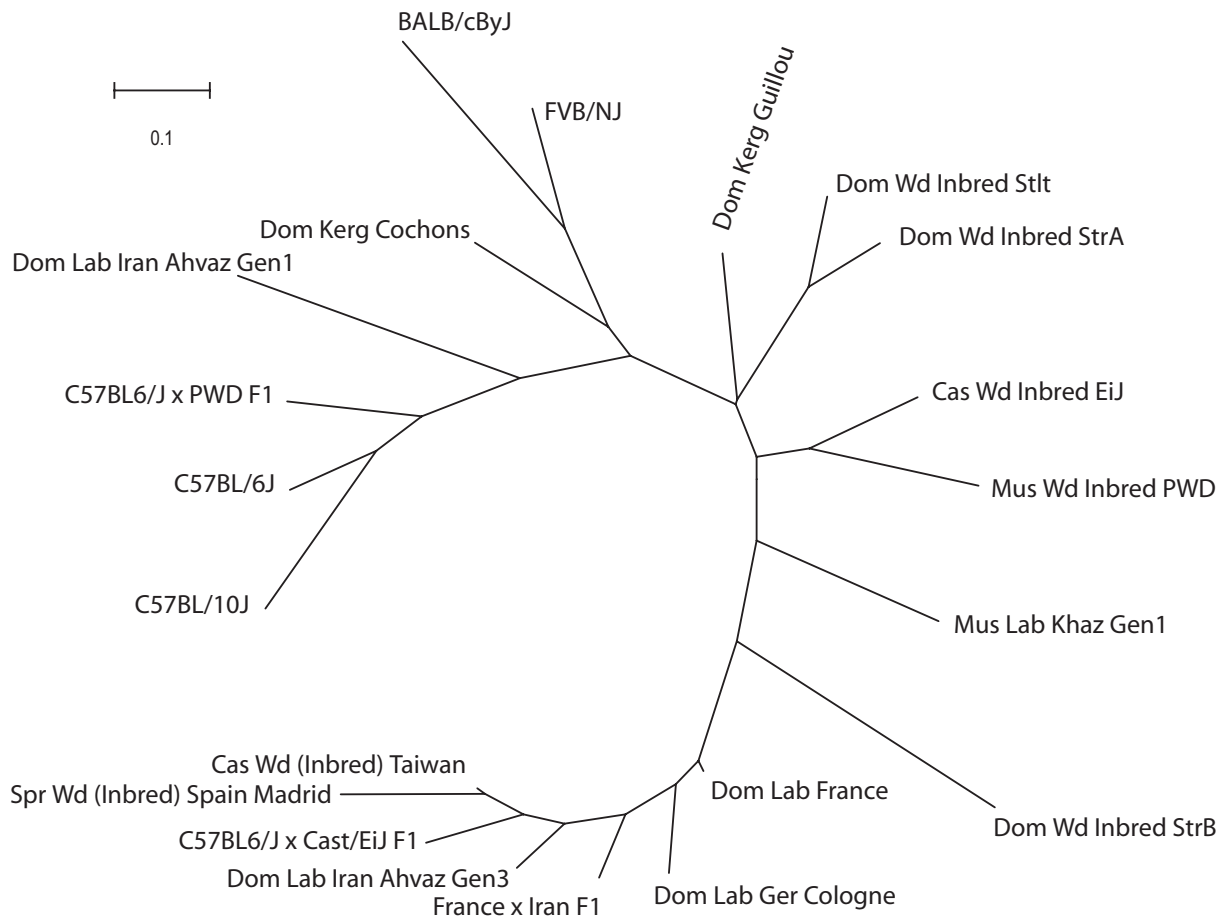 BALB/cByJ
0.1
FVB/NJ
Dom Kerg Guillou
Dom Wd Inbred Stlt
Dom Kerg Cochons
Dom Wd Inbred StrA
Dom Lab Iran Ahvaz Gen1
C57BL6/J x PWD F1
Cas Wd Inbred EiJ
C57BL/6J
Mus Wd Inbred PWD
C57BL/10J
Mus Lab Khaz Gen1
Cas Wd (Inbred) Taiwan
Spr Wd (Inbred) Spain Madrid
Dom Lab France
Dom Wd Inbred StrB
C57BL6/J x Cast/EiJ F1
Dom Lab Iran Ahvaz Gen3
Dom Lab Ger Cologne
France x Iran F1